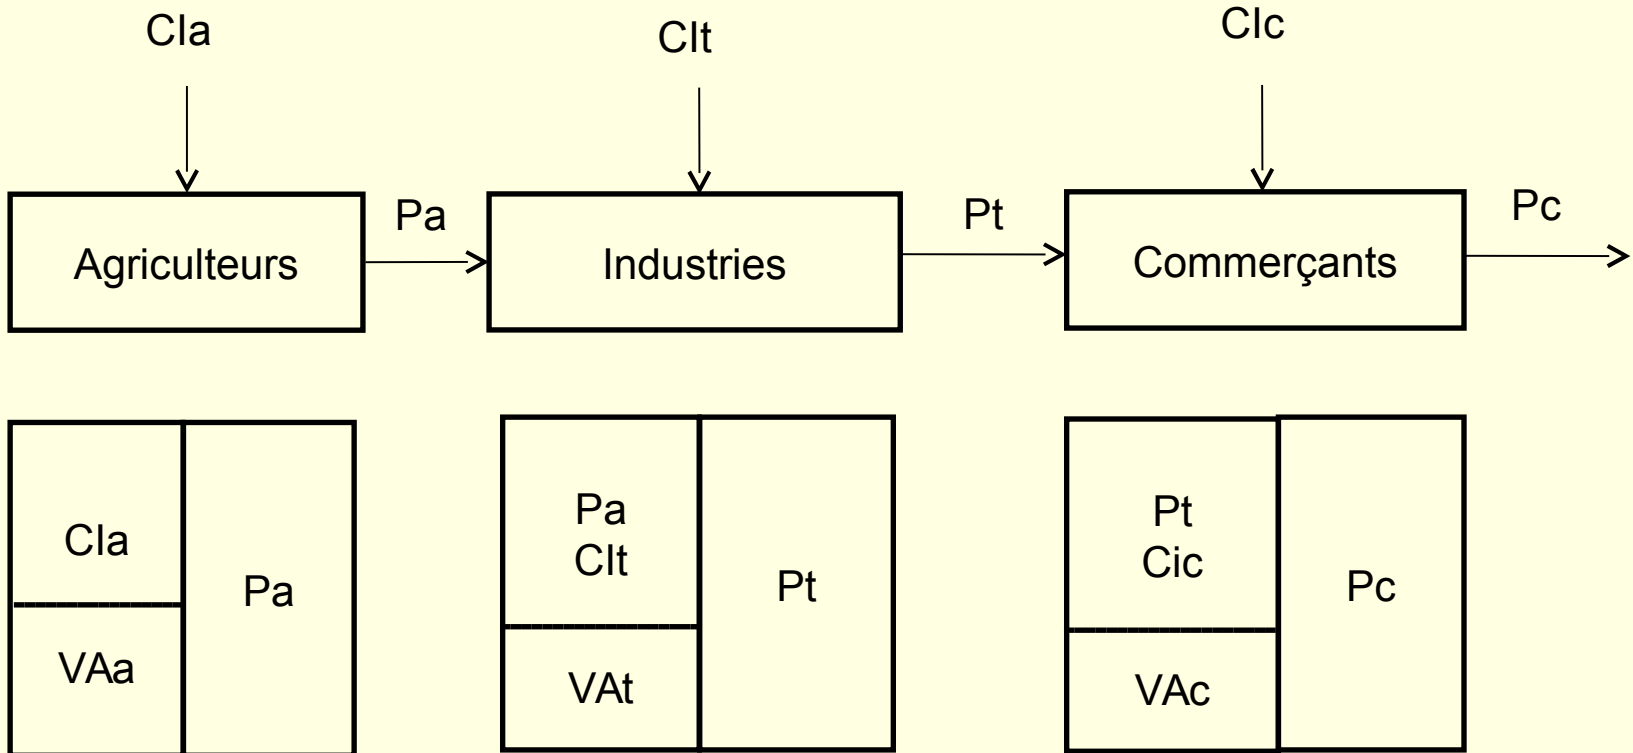 CIa
CIt
CIc
Agriculteurs
Pa
Industries
Pt
Commerçants
Pc
CIa
VAa
Pa
Pa
CIt
VAt
Pt
Pt
Cic
VAc
Pc